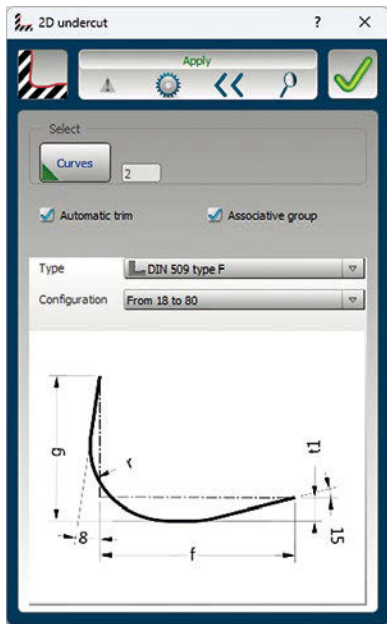 2D undercut ? ×
Apply
Select
Curves 2
Automatic trim Associative group
Type DIN 509 type F
Configuration From 18 to 80
g
r
t1
8
15
f